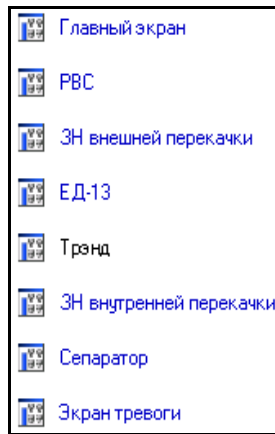 Главный экран
РВС
ЗН внешней перекачки
ЕД-13
Трэнд
ЗН внутренней перекачки
Сепаратор
Экран тревоги